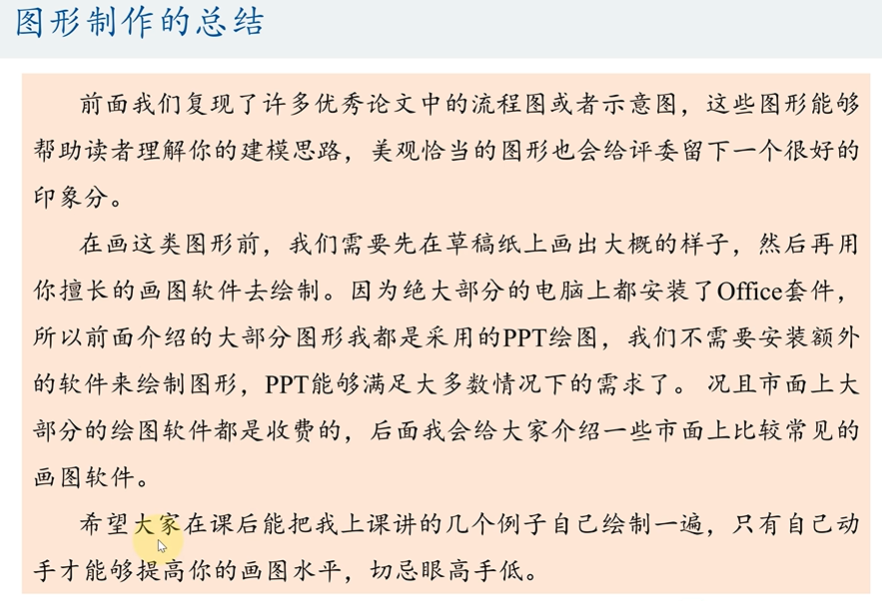 图形制作的总结
前面我们复现了许多优秀论文中的流程图或者示意图，这些图形能够
帮助读者理解你的建模思路，美观恰当的图形也会给评委留下一个很好的
印象分。
在画这类图形前，我们需要先在草稿纸上画出大概的样子，然后再用
你擅长的画图软件去绘制。因为绝大部分的电脑上都安装了Office套件，
所以前面介绍的大部分图形我都是采用的PPT绘图，我们不需要安装额外
的软件来绘制图形，PPT能够满足大多数情况下的需求了。 况且市面上大
部分的绘图软件都是收费的，后面我会给大家介绍一些市面上比较常见的
画图软件。
希望大家在课后能把我上课讲的几个例子自己绘制一遍，只有自己动
手才能够提高你的画图水平，切忌眼高手低。